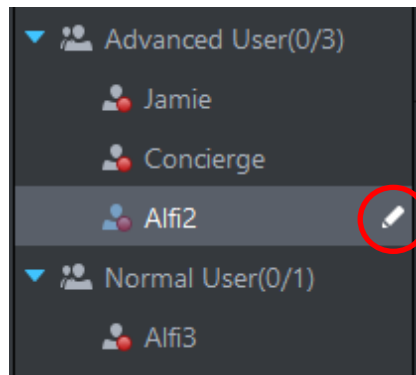 Advanced User(0/3)
Jamie
Concierge
Alfi2
Normal User(0/1)
Alfi3